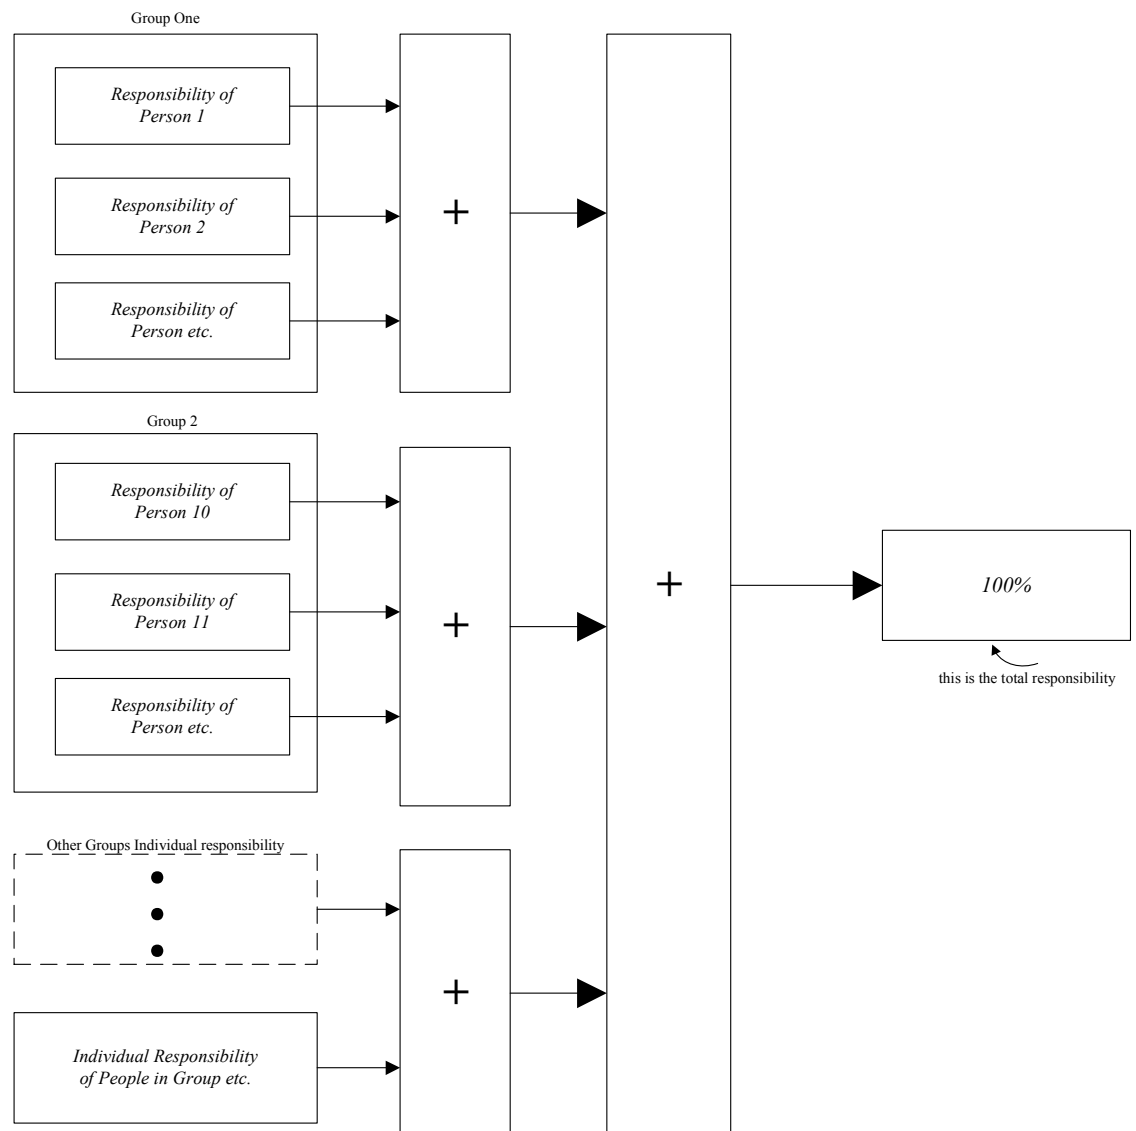 Group One
Responsibility of
Person 1
Responsibility of
Person 2
Responsibility of
Person etc.
+
Group 2
Responsibility of
Person 10
Responsibility of
Person 11
Responsibility of
Person etc.
+
Other Groups Individual responsibility
Individual Responsibility
of People in Group etc.
+
+
100%
this is the total responsibility